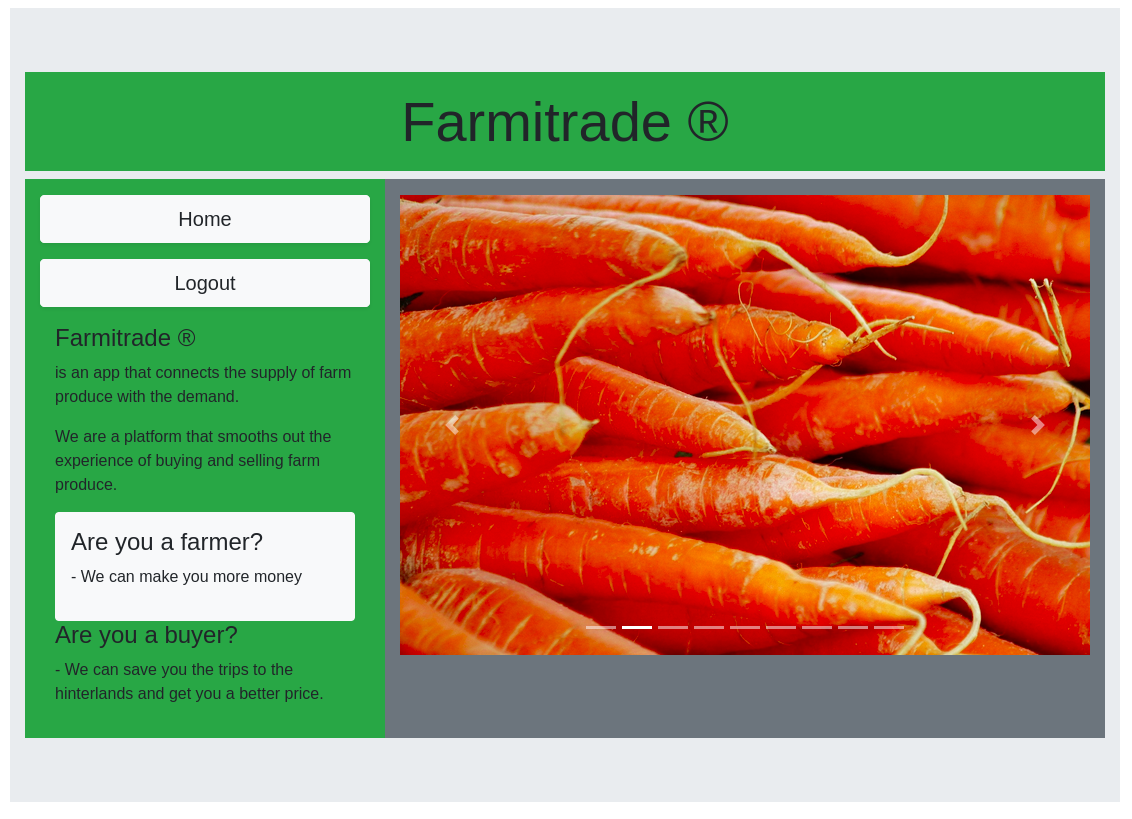 Farmitrade ®
Home
Logout
Farmitrade ®
is an app that connects the supply of farm
produce with the demand.
We are a platform that smooths out the
experience of buying and selling farm
produce.
Are you a farmer?
- We can make you more money
Are you a buyer?
- We can save you the trips to the
hinterlands and get you a better price.